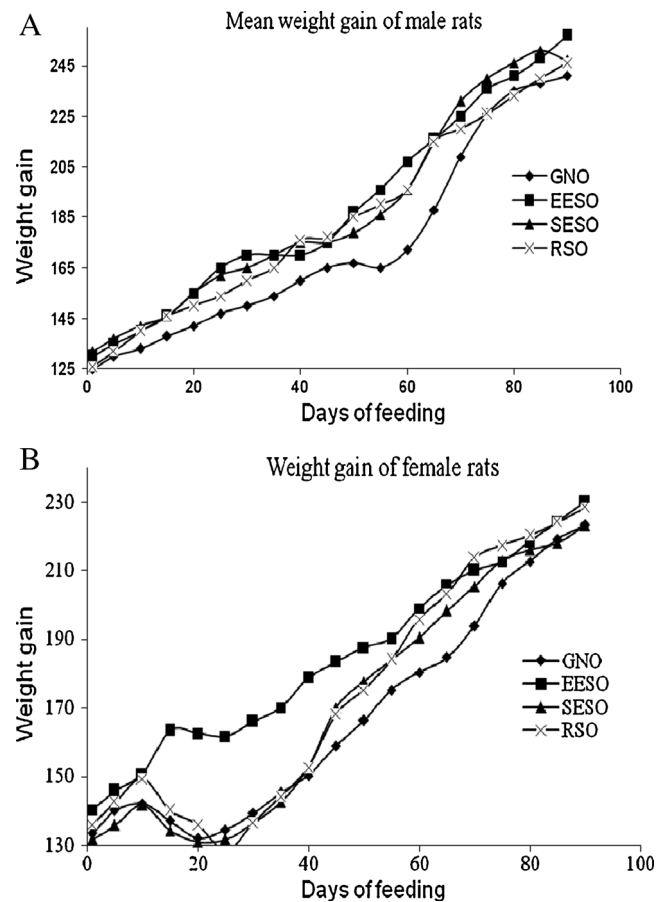 A
Mean weight gain of male rats
Weight gain
245
225
205
185
165
145
125
0
20
40
60
80
100
Days of feeding
GNO
EESO
SESO
RSO
B
Weight gain of female rats
Weight gain
230
210
190
170
150
130
0
20
40
60
80
100
Days of feeding
GNO
EESO
SESO
RSO